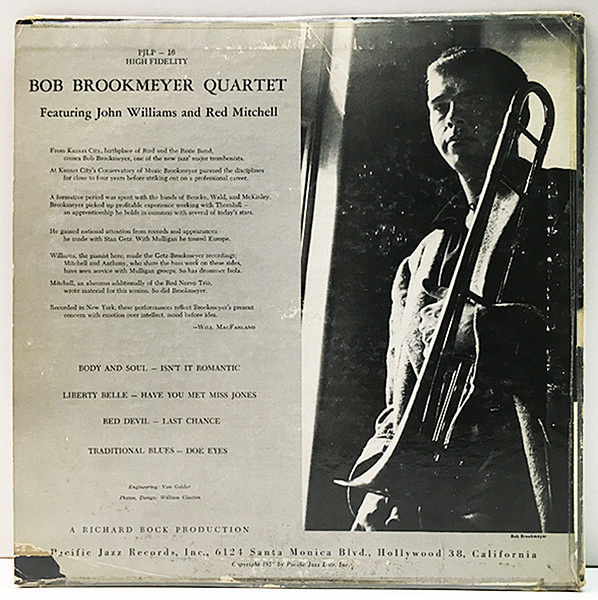 PJLP – 16
HIGH FIDELITY
BOB BROOKMEYER QUARTET
Featuring John Williams and Red Mitchell
From Kansas City, birthplace of Bird and the Basie Band,
comes Bob Brookmeyer, one of the new jazz' major trombonists.
At Kansas City's Conservatory of Music Brookmeyer pursued the disciplines
for close to four years before striking out on a professional career.
A formative period was spent with the bands of Beneke, Wald, and McKinley.
Brookmeyer picked up profitable experience working with Thornhill –
an apprenticeship he holds in common with several of today's stars.
He gained national attention from records and appearances
he made with Stan Getz. With Mulligan he toured Europe.
Williams, the pianist here, made the Getz-Brookmeyer recordings;
Mitchell and Anthony, who share the bass work on these sides,
have seen service with Mulligan groups. So has drummer Isola.
Mitchell, an alumnus additionally of the Red Norvo Trio,
wrote material for this session. So did Brookmeyer.
Recorded in New York, these performances reflect Brookmeyer's present
concern with emotion over intellect, mood before idea.
–WILL MACFARLAND
BODY AND SOUL – ISN'T IT ROMANTIC
LIBERTY BELLE – HAVE YOU MET MISS JONES
RED DEVIL – LAST CHANCE
TRADITIONAL BLUES – DOE EYES
Engineering: Van Gelder
Photos, Design: William Claxton
A RICHARD BOCK PRODUCTION
Bob Brookmeyer
Pacific Jazz Records, Inc., 6124 Santa Monica Blvd., Hollywood 38, California
Copyright by Pacific Jazz Ent. Inc.